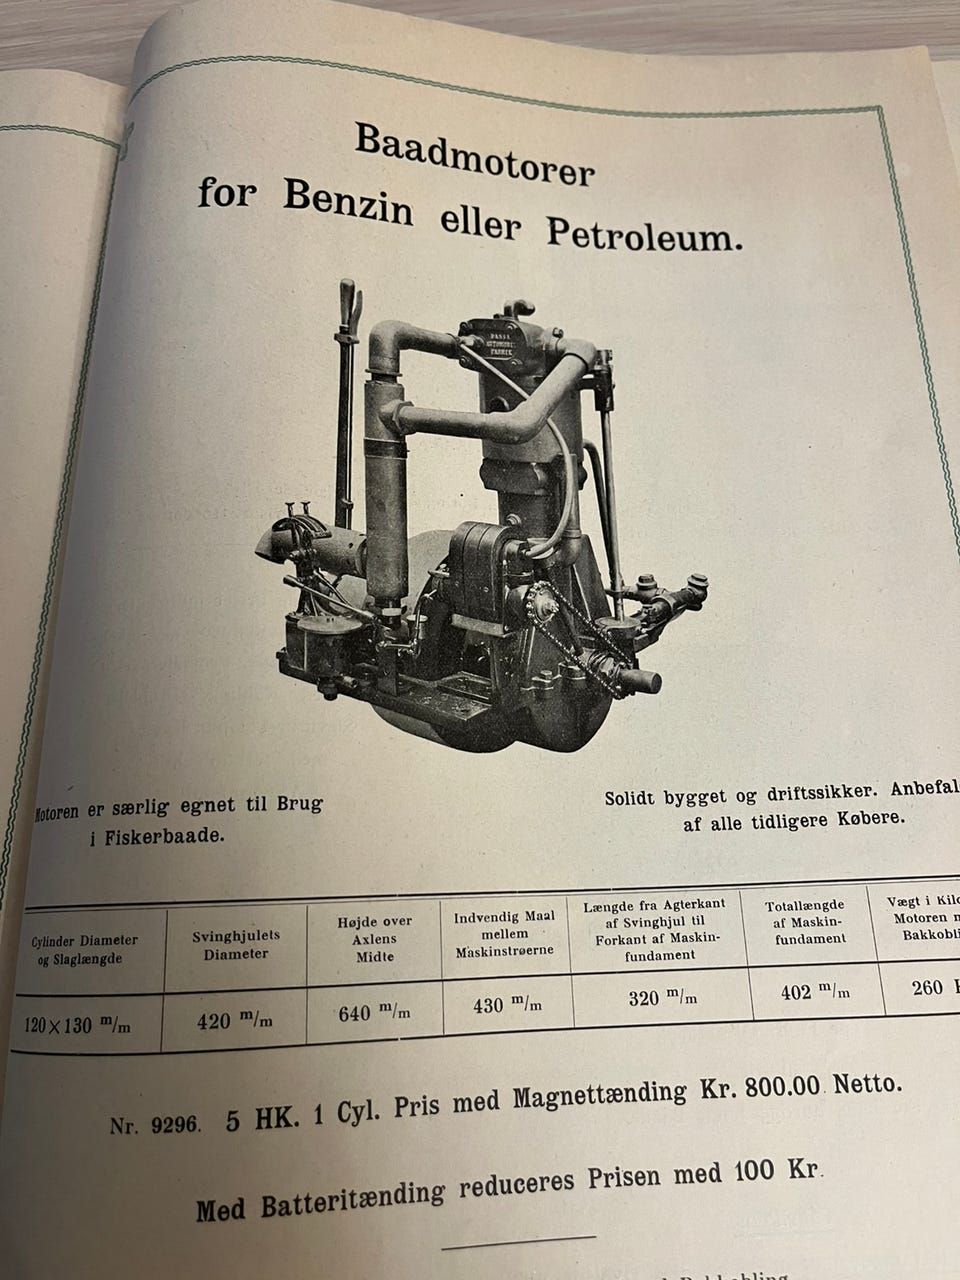 Baadmotorer
for Benzin eller Petroleum.
DANSK
AUTOMOBIL
FABRIK
Motoren er særlig egnet til Brug
i Fiskerbaade.
Solidt bygget og driftssikker. Anbefal
af alle tidligere Købere.
Cylinder Diameter
og Slaglængde
Svinghjulets
Diameter
Højde over
Axlens
Midte
Indvendig Maal
mellem
Maskinstrøerne
Længde fra Agterkant
af Svinghjul til
Forkant af Maskin-
fundament
Totallængde
af Maskin-
fundament
Vægt i Kilo
Motoren m
Bakkobli
120×130 m/m
420 m/m
640 m/m
430 m/m
320 m/m
402 m/m
260
Nr. 9296. 5 HK. 1 Cyl. Pris med Magnettænding Kr. 800.00 Netto.
Med Batteritænding reduceres Prisen med 100 Kr.